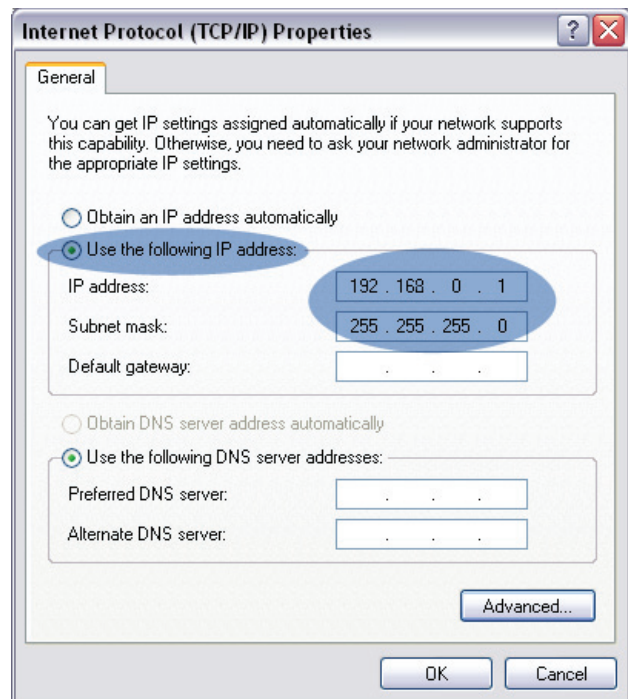 Internet Protocol (TCP/IP) Properties
General
You can get IP settings assigned automatically if your network supports
this capability. Otherwise, you need to ask your network administrator for
the appropriate IP settings.
Obtain an IP address automatically
Use the following IP address:
IP address: 192 . 168 . 0 . 1
Subnet mask: 255 . 255 . 255 . 0
Default gateway: . . .
Obtain DNS server address automatically
Use the following DNS server addresses:
Preferred DNS server: . . .
Alternate DNS server: . . .
Advanced...
OK Cancel